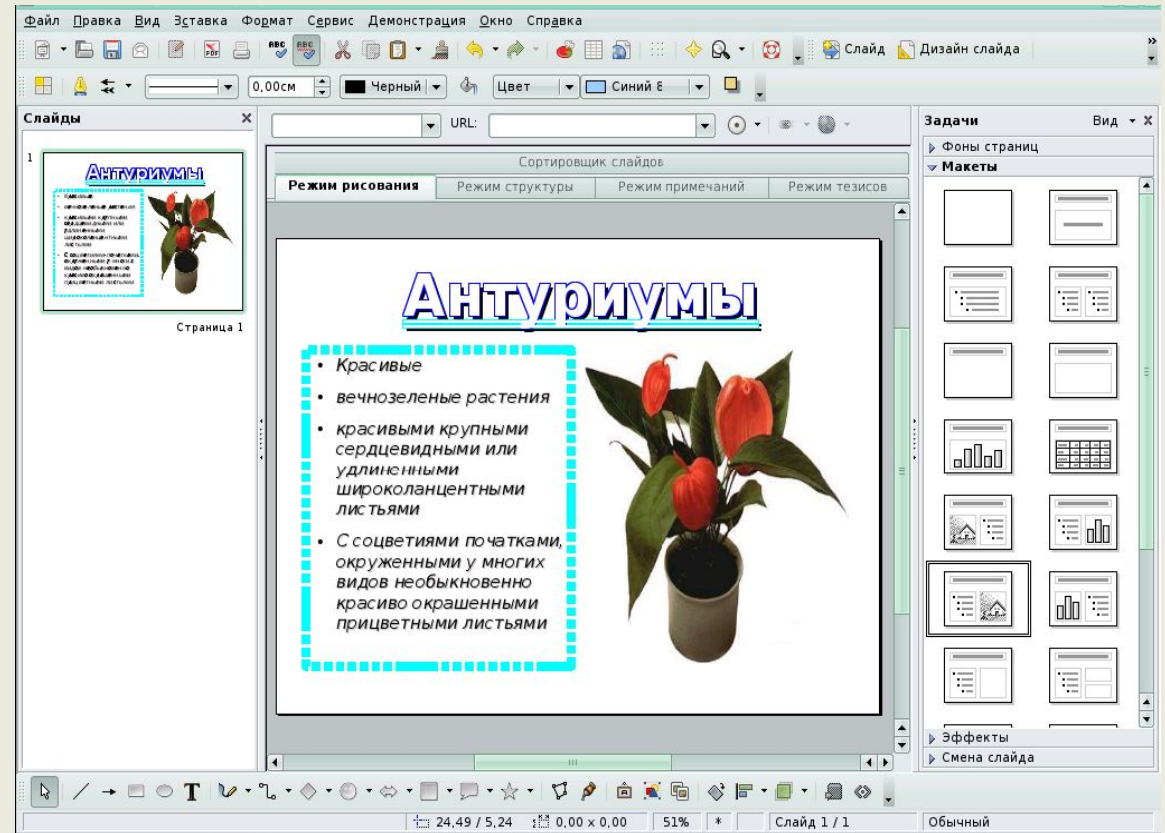 Файл Правка Вид Вставка Формат Сервис Демонстрация Окно Справка
Слайд Дизайн слайда
0,00см Черный Цвет Синий 8
Слайды
URL:
Задачи Вид
Фоны страниц
Макеты
Сортировщик слайдов
Режим рисования Режим структуры Режим примечаний Режим тезисов
1
Антуриумы
Страница 1
Антуриумы
• Красивые
• вечнозеленые растения
• красивыми крупными
сердцевидными или
удлиненными
широколанцентными
листьями
• С соцветиями початками,
окруженными у многих
видов необыкновенно
красиво окрашенными
прицветными листьями
Эффекты
Смена слайда
24,49 / 5,24 0,00 x 0,00 51% * Слайд 1 / 1 Обычный